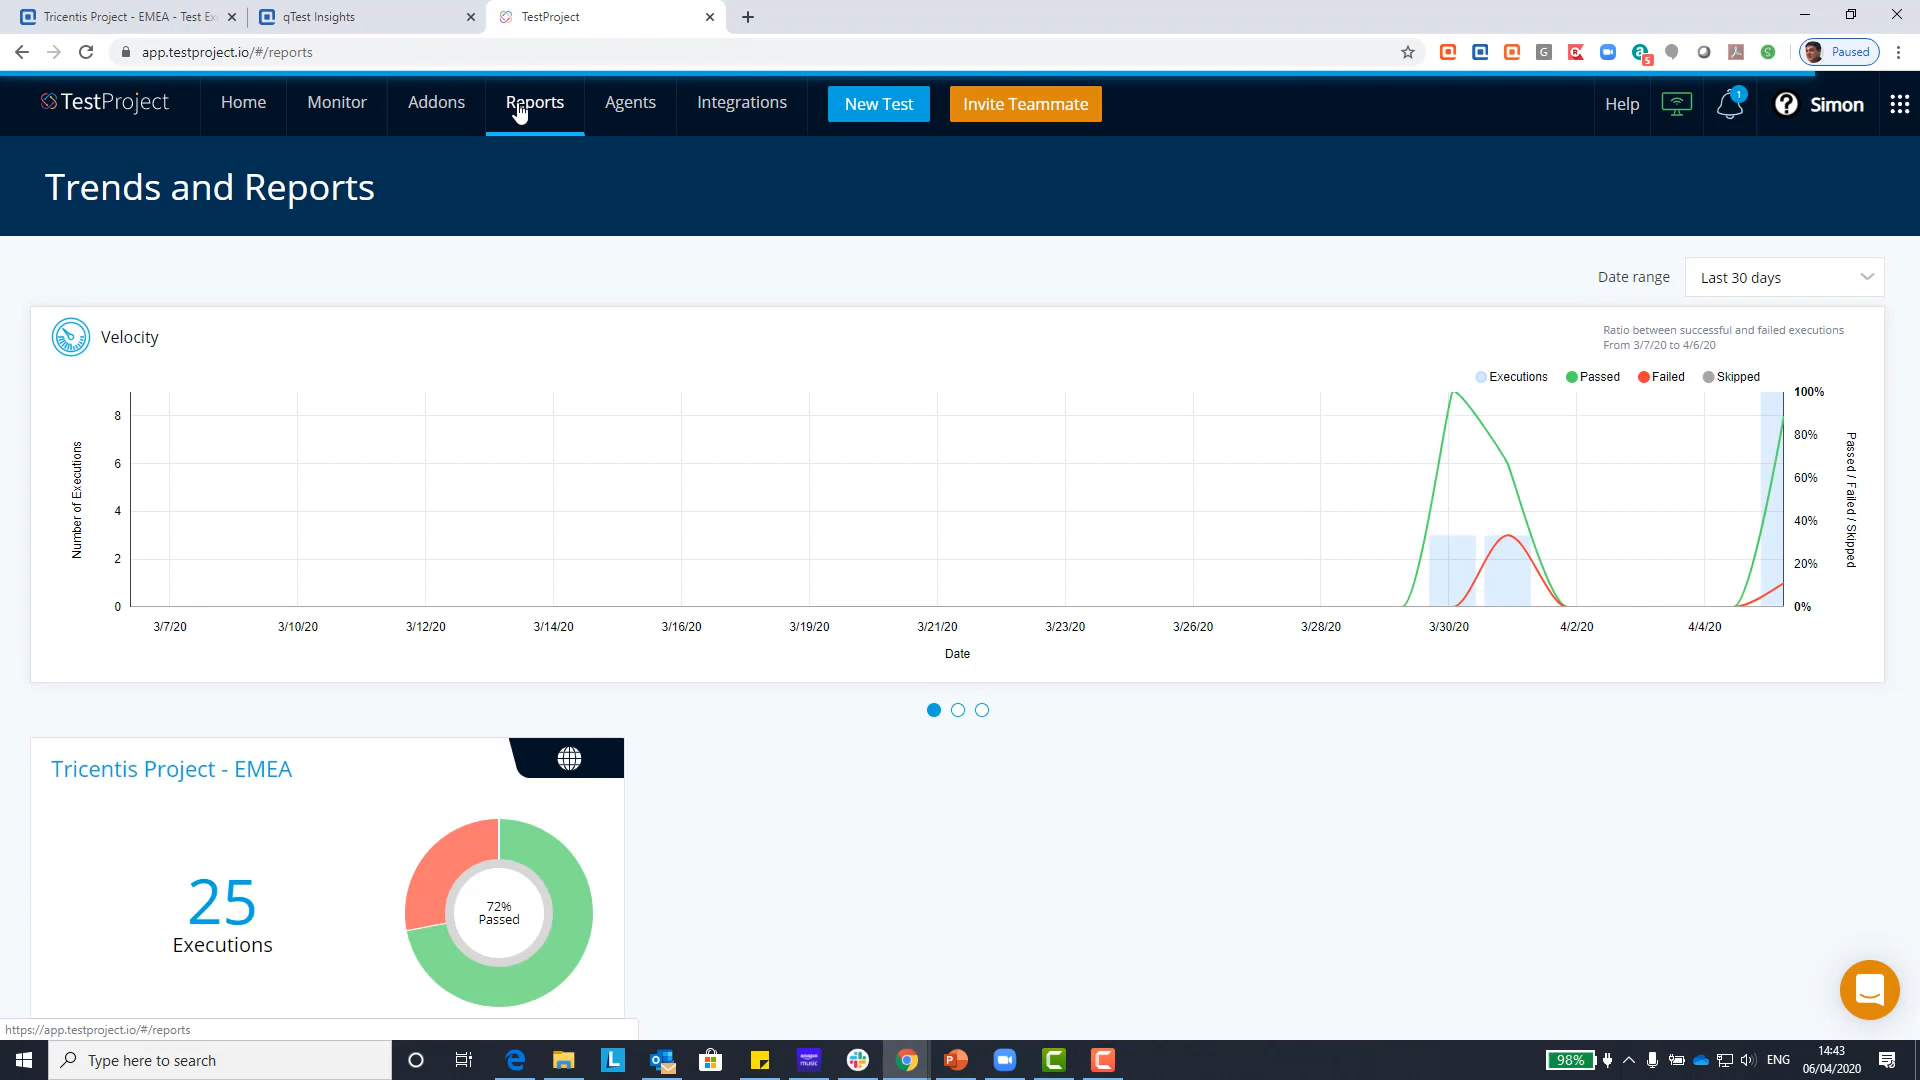 Tricentis Project - EMEA - Test Ex
qTest Insights
TestProject
app.testproject.io/#/reports
G
5
S
Paused
TestProject
Home
Monitor
Addons
Reports
Agents
Integrations
New Test
Invite Teammate
Help
1
?
Simon
Trends and Reports
Date range
Last 30 days
Velocity
Ratio between successful and failed executions
From 3/7/20 to 4/6/20
Executions
Passed
Failed
Skipped
Number of Executions
8
6
4
2
0
100%
80%
60%
40%
20%
0%
Passed / Failed / Skipped
3/7/20
3/10/20
3/12/20
3/14/20
3/16/20
3/19/20
3/21/20
3/23/20
3/26/20
3/28/20
3/30/20
4/2/20
4/4/20
Date
Tricentis Project - EMEA
25
Executions
72%
Passed
https://app.testproject.io/#/reports
Type here to search
L
98%
ENG
14:43
06/04/2020